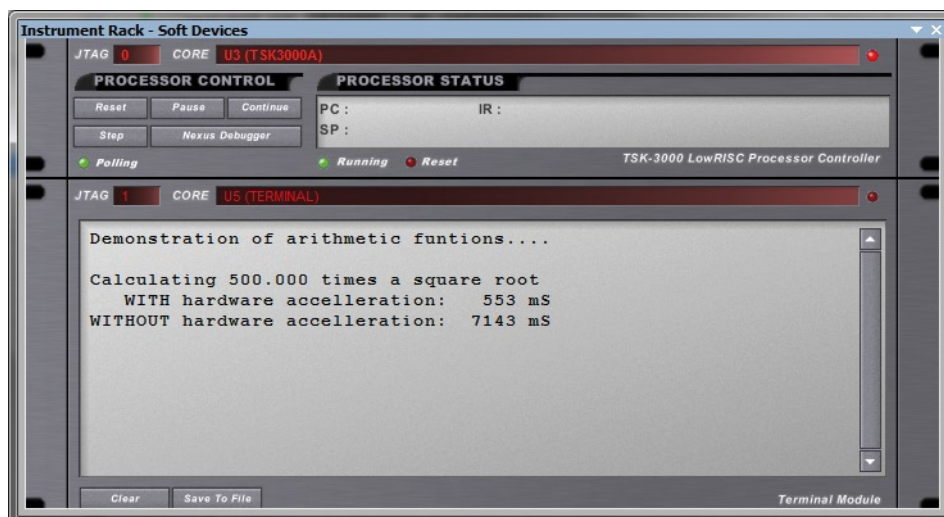 Instrument Rack - Soft Devices
JTAG 0 CORE U3 (TSK3000A)
PROCESSOR CONTROL PROCESSOR STATUS
Reset Pause Continue PC : IR :
Step Nexus Debugger SP :
Polling Running Reset TSK-3000 LowRISC Processor Controller
JTAG 1 CORE U5 (TERMINAL)
Demonstration of arithmetic funtions....
Calculating 500.000 times a square root
WITH hardware accelleration: 553 mS
WITHOUT hardware accelleration: 7143 mS
Clear Save To File Terminal Module